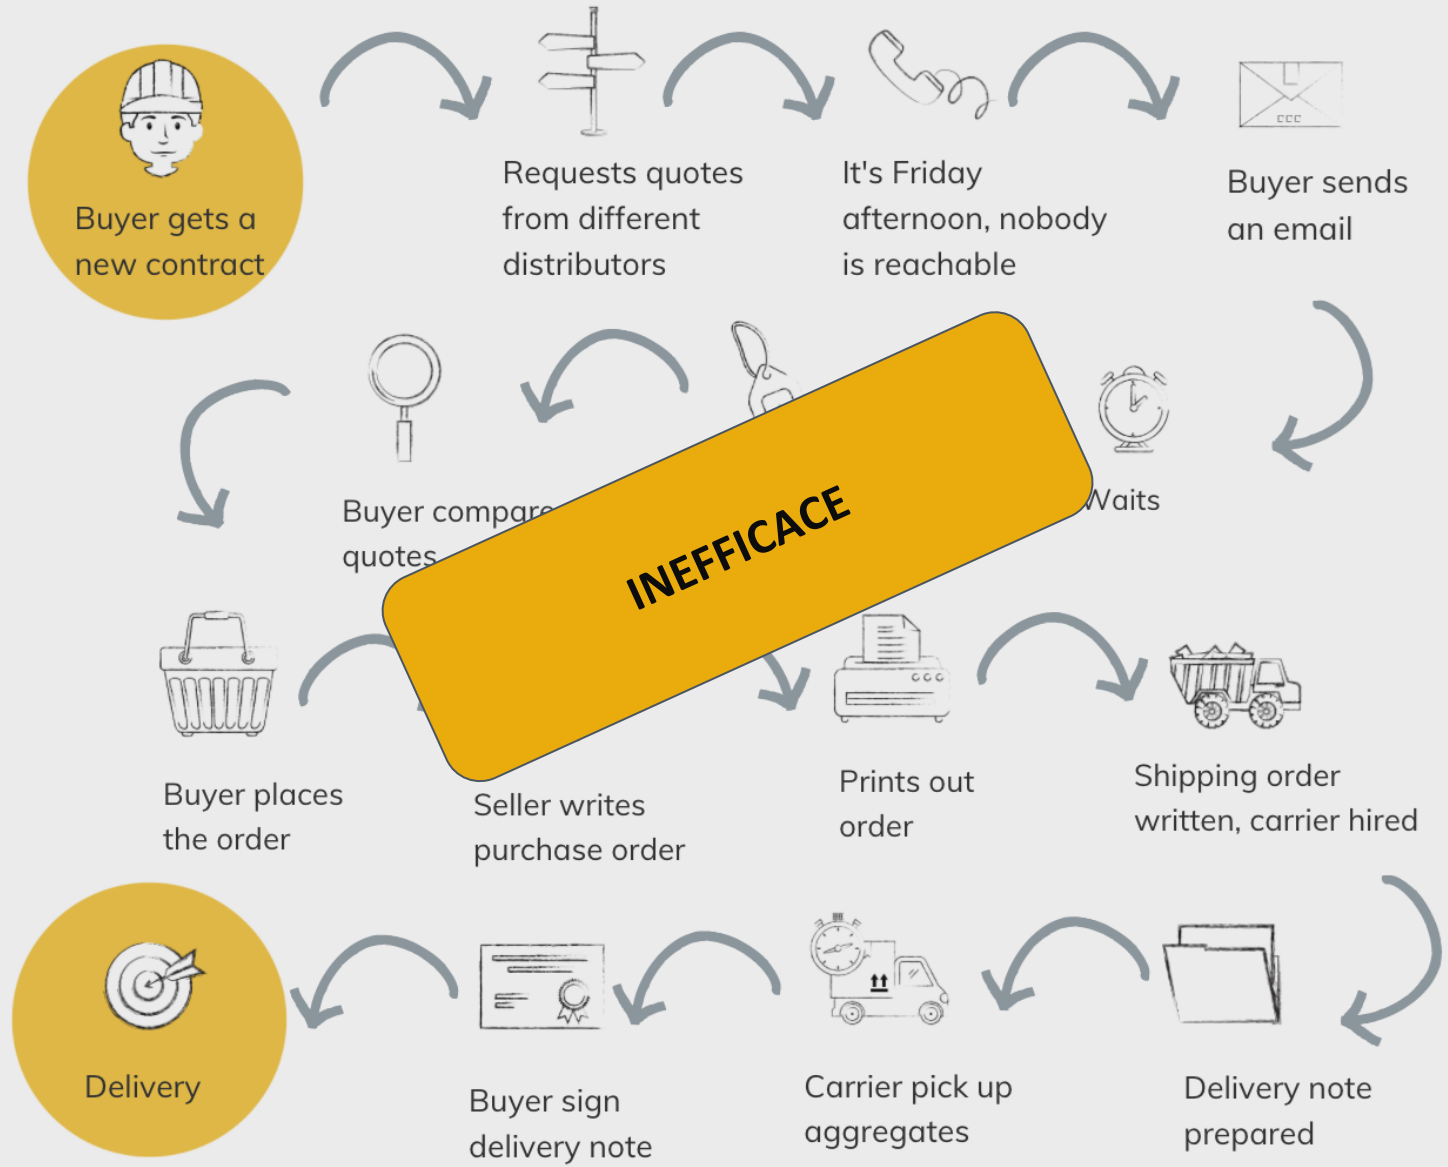 Buyer gets a
new contract
Requests quotes
from different
distributors
It's Friday
afternoon, nobody
is reachable
Buyer sends
an email
Waits
Buyer compare
quotes
INEFFICACE
Buyer places
the order
Seller writes
purchase order
Prints out
order
Shipping order
written, carrier hired
Delivery note
prepared
Carrier pick up
aggregates
Buyer sign
delivery note
Delivery